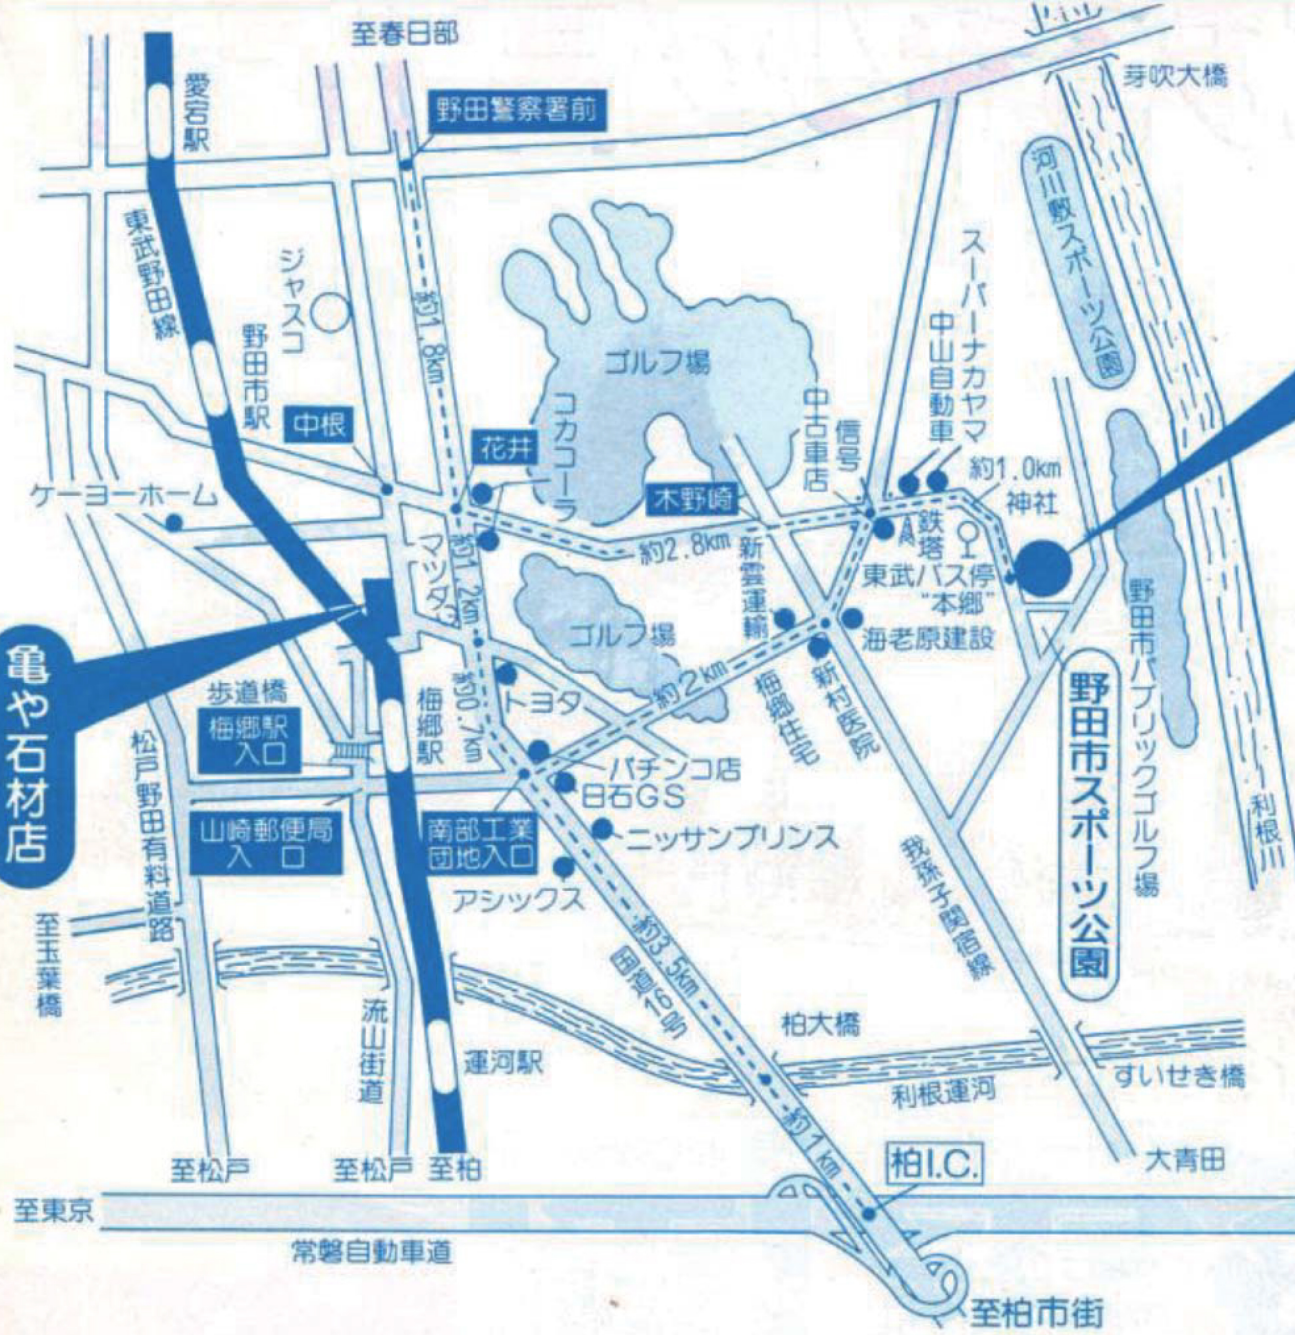 至春日部
芽吹大橋
愛宕駅
野田警察署前
河川敷スポーツ公園
東武野田線
ジャスコ
約1.8km
野田市駅
ゴルフ場
スーパーナカヤマ
中山自動車
中根
花井
コカコーラ
中古車店
信号
約1.0km
神社
ケーヨーホーム
木野崎
約2.8km
鉄塔
マツダ
約1.2km
新雲運輸
東武バス停
"本郷"
ゴルフ場
海老原建設
野田市パブリックゴルフ場
亀や石材店
歩道橋
梅郷駅
入口
梅郷駅
約0.7km
トヨタ
約2km
梅郷住宅
新村医院
野田市スポーツ公園
松戸野田有料道路
パチンコ店
日石GS
山崎郵便局
入口
南部工業
団地入口
ニッサンプリンス
アシックス
我孫子関宿線
利根川
至玉葉橋
約3.5km
国道16号
流山街道
運河駅
柏大橋
利根運河
すいせき橋
約1km
至松戸
至松戸
至柏
柏I.C.
大青田
至東京
常磐自動車道
至柏市街